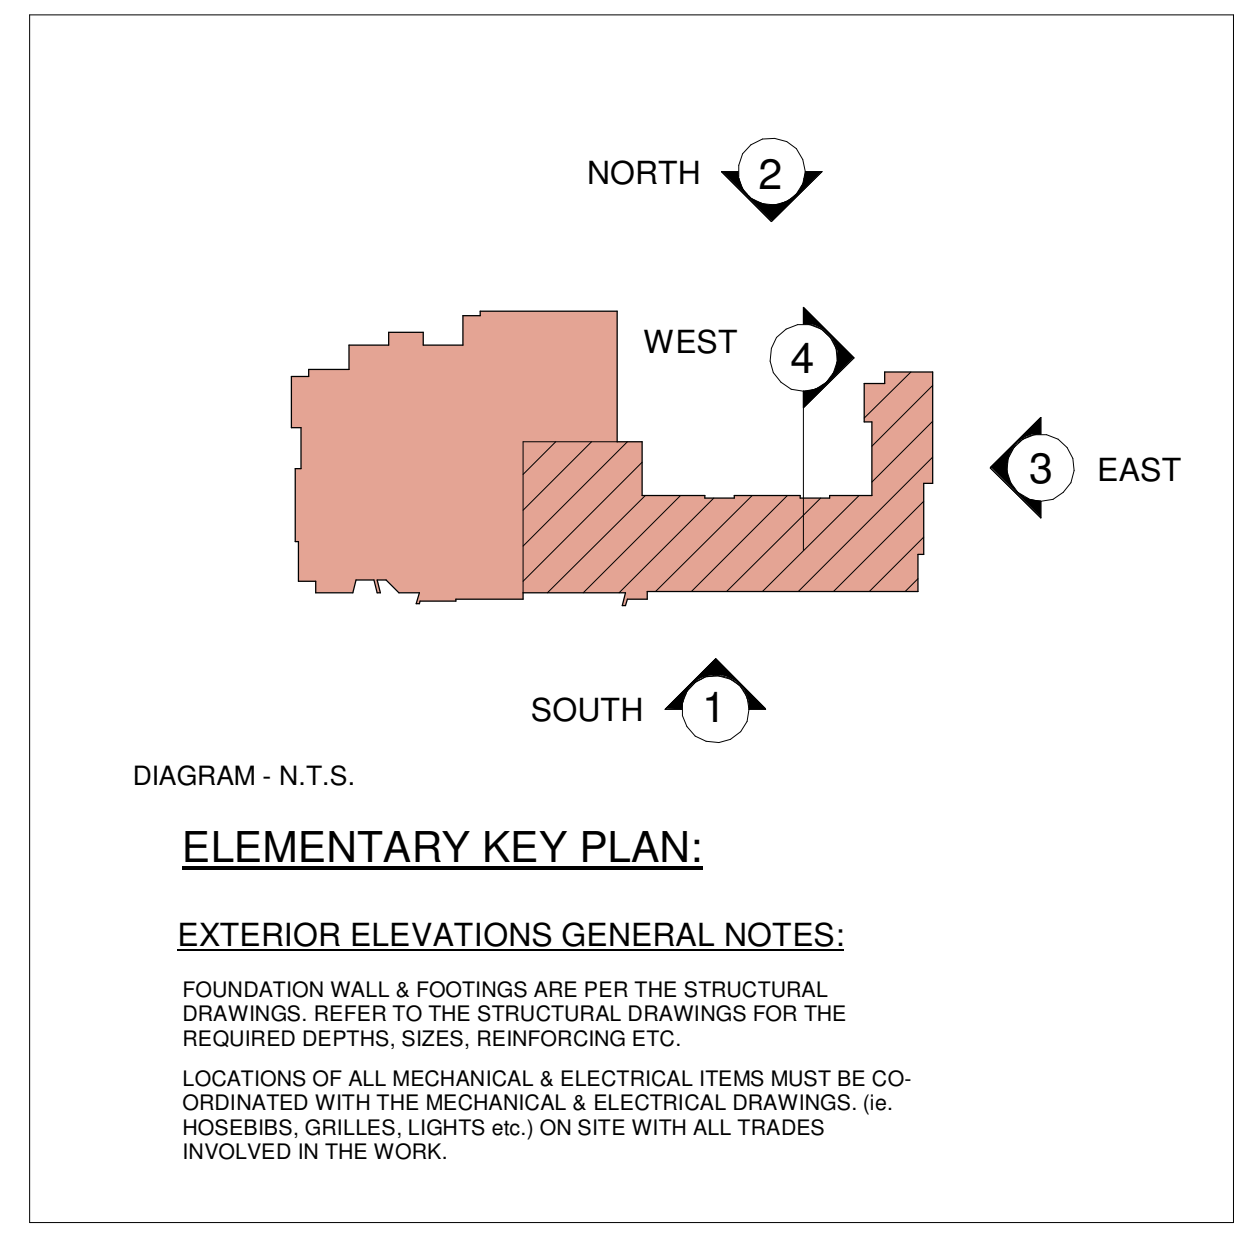 NORTH 2
WEST 4
3 EAST
SOUTH 1
DIAGRAM - N.T.S.
ELEMENTARY KEY PLAN:
EXTERIOR ELEVATIONS GENERAL NOTES:
FOUNDATION WALL & FOOTINGS ARE PER THE STRUCTURAL
DRAWINGS. REFER TO THE STRUCTURAL DRAWINGS FOR THE
REQUIRED DEPTHS, SIZES, REINFORCING ETC.
LOCATIONS OF ALL MECHANICAL & ELECTRICAL ITEMS MUST BE CO-
ORDINATED WITH THE MECHANICAL & ELECTRICAL DRAWINGS. (ie.
HOSEBIBS, GRILLES, LIGHTS etc.) ON SITE WITH ALL TRADES
INVOLVED IN THE WORK.